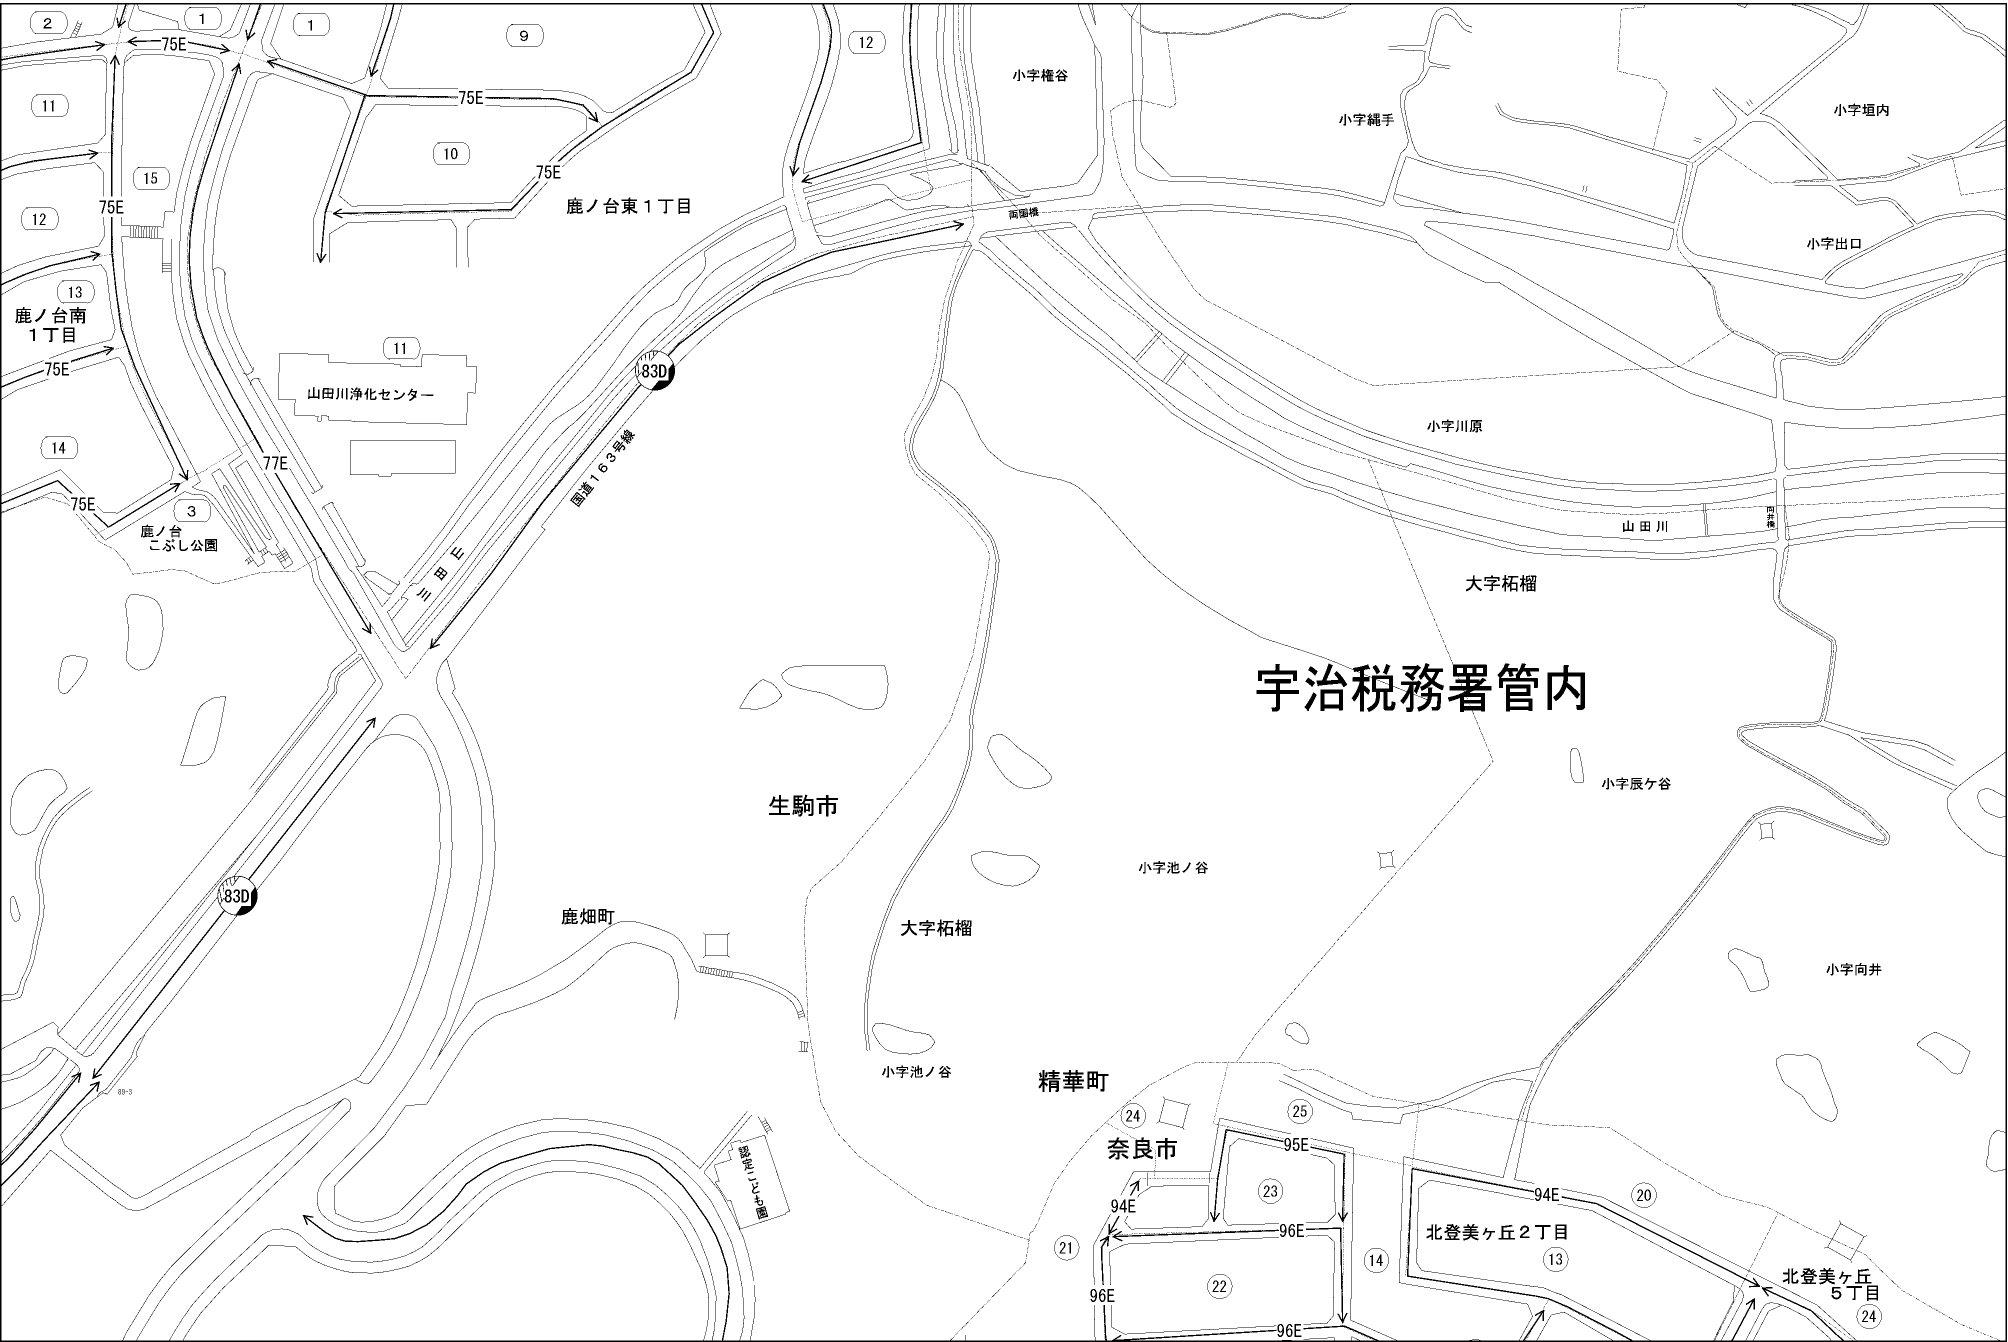 2
1
1
9
12
75E
11
75E
10
小字権谷
小字縄手
小字垣内
15
75E
75E
12
鹿ノ台東１丁目
両国橋
小字出口
13
鹿ノ台南
１丁目
75E
11
山田川浄化センター
83D
14
77E
国道１６３号線
小字川原
75E
3
鹿ノ台
こぶし公園
山田川
山田川
向井橋
大字柘榴
宇治税務署管内
生駒市
小字辰ケ谷
小字池ノ谷
83D
鹿畑町
大字柘榴
小字向井
小字池ノ谷
精華町
89-3
24
25
奈良市
95E
認定こども園
23
94E
20
94E
96E
北登美ヶ丘２丁目
21
14
13
22
96E
北登美ヶ丘
５丁目
24
96E